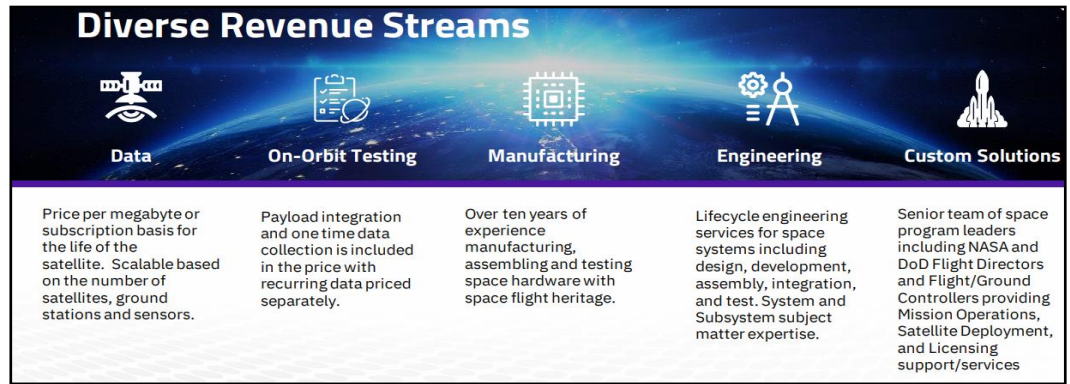 Diverse Revenue Streams
Data
On-Orbit Testing
Manufacturing
Engineering
Custom Solutions
Price per megabyte or
subscription basis for
the life of the
satellite. Scalable based
on the number of
satellites, ground
stations and sensors.
Payload integration
and one time data
collection is included
in the price with
recurring data priced
separately.
Over ten years of
experience
manufacturing,
assembling and testing
space hardware with
space flight heritage.
Lifecycle engineering
services for space
systems including
design, development,
assembly, integration,
and test. System and
Subsystem subject
matter expertise.
Senior team of space
program leaders
including NASA and
DoD Flight Directors
and Flight/Ground
Controllers providing
Mission Operations,
Satellite Deployment,
and Licensing
support/services